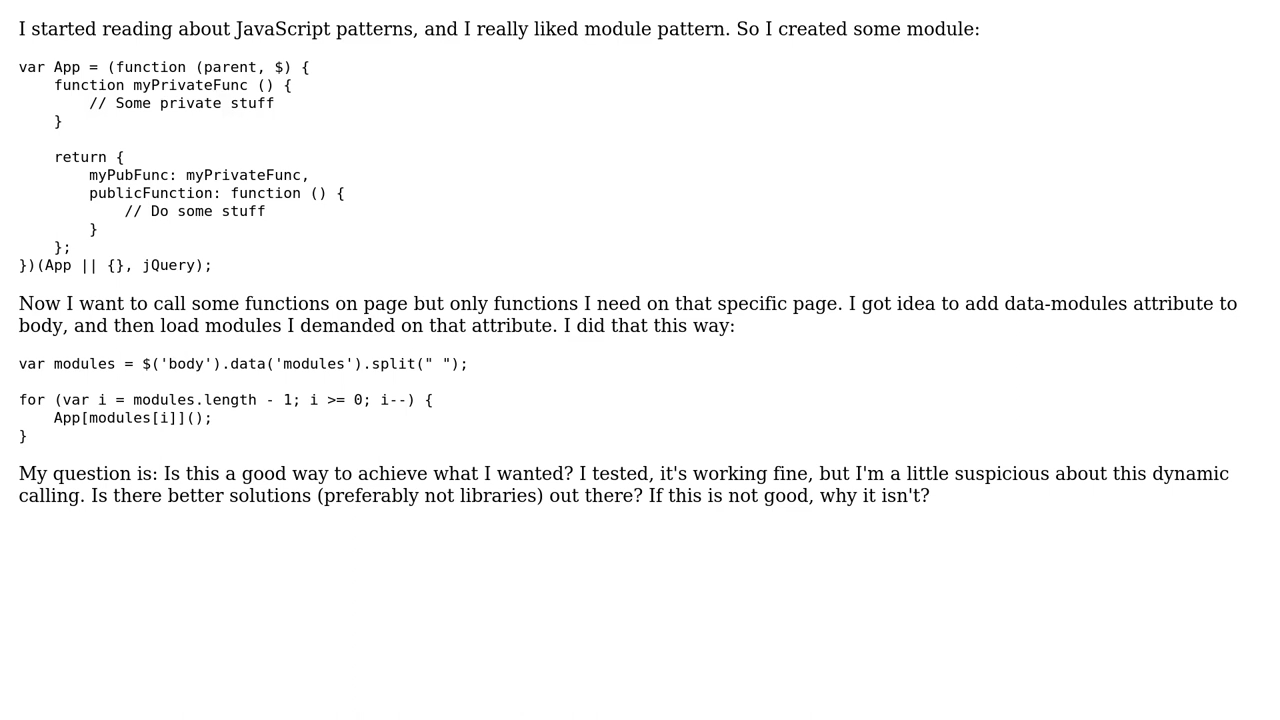 I started reading about JavaScript patterns, and I really liked module pattern. So I created some module:
var App = (function (parent, $) {
    function myPrivateFunc () {
        // Some private stuff
    }

    return {
        myPubFunc: myPrivateFunc,
        publicFunction: function () {
            // Do some stuff
        }
    };
})(App || {}, jQuery);
Now I want to call some functions on page but only functions I need on that specific page. I got idea to add data-modules attribute to
body, and then load modules I demanded on that attribute. I did that this way:
var modules = $('body').data('modules').split(" ");

for (var i = modules.length - 1; i >= 0; i--) {
    App[modules[i]]();
}
My question is: Is this a good way to achieve what I wanted? I tested, it's working fine, but I'm a little suspicious about this dynamic
calling. Is there better solutions (preferably not libraries) out there? If this is not good, why it isn't?